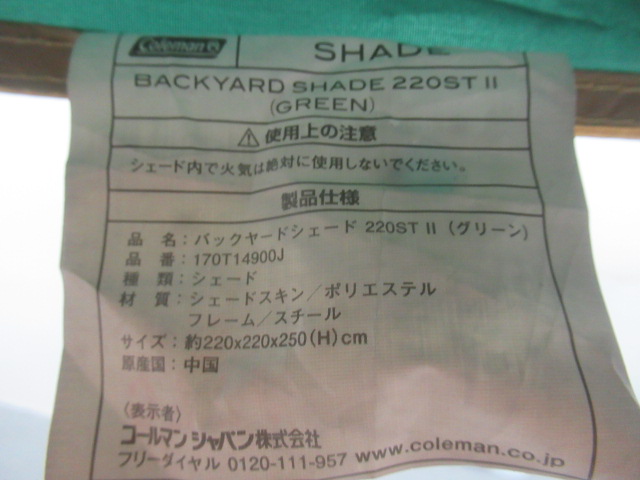 Coleman
SHADE
BACKYARD SHADE 220ST II
(GREEN)
使用上の注意
シェード内で火気は絶対に使用しないでください。
製品仕様
品 名：バックヤードシェード 220ST II（グリーン）
品 番：170T14900J
種 類：シェード
材 質：シェードスキン／ポリエステル
フレーム／スチール
サイズ：約220x220x250(H)cm
原産国：中国
（表示者）
コールマン ジャパン株式会社
フリーダイヤル 0120-111-957 www.coleman.co.jp